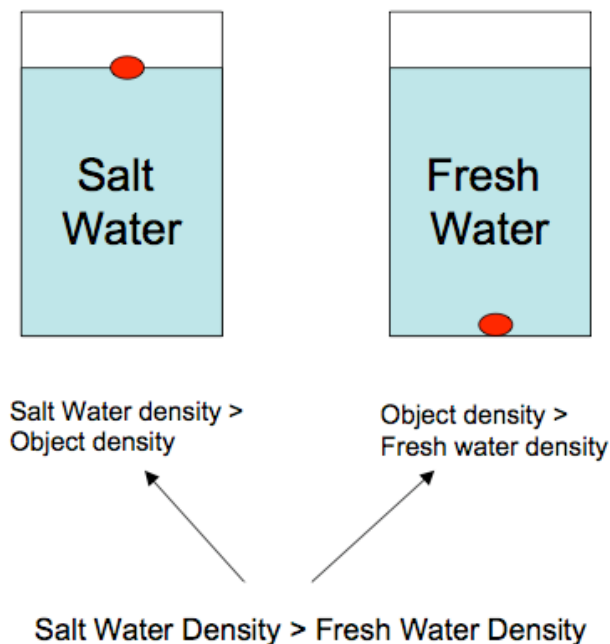 Salt
Water
Fresh
Water
Salt Water density >
Object density
Object density >
Fresh water density
Salt Water Density > Fresh Water Density